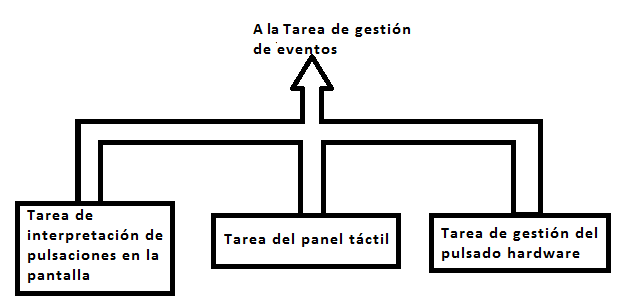 A la Tarea de gestión
de eventos
Tarea de
interpretación de
pulsaciones en la
pantalla
Tarea del panel táctil
Tarea de gestión del
pulsado hardware